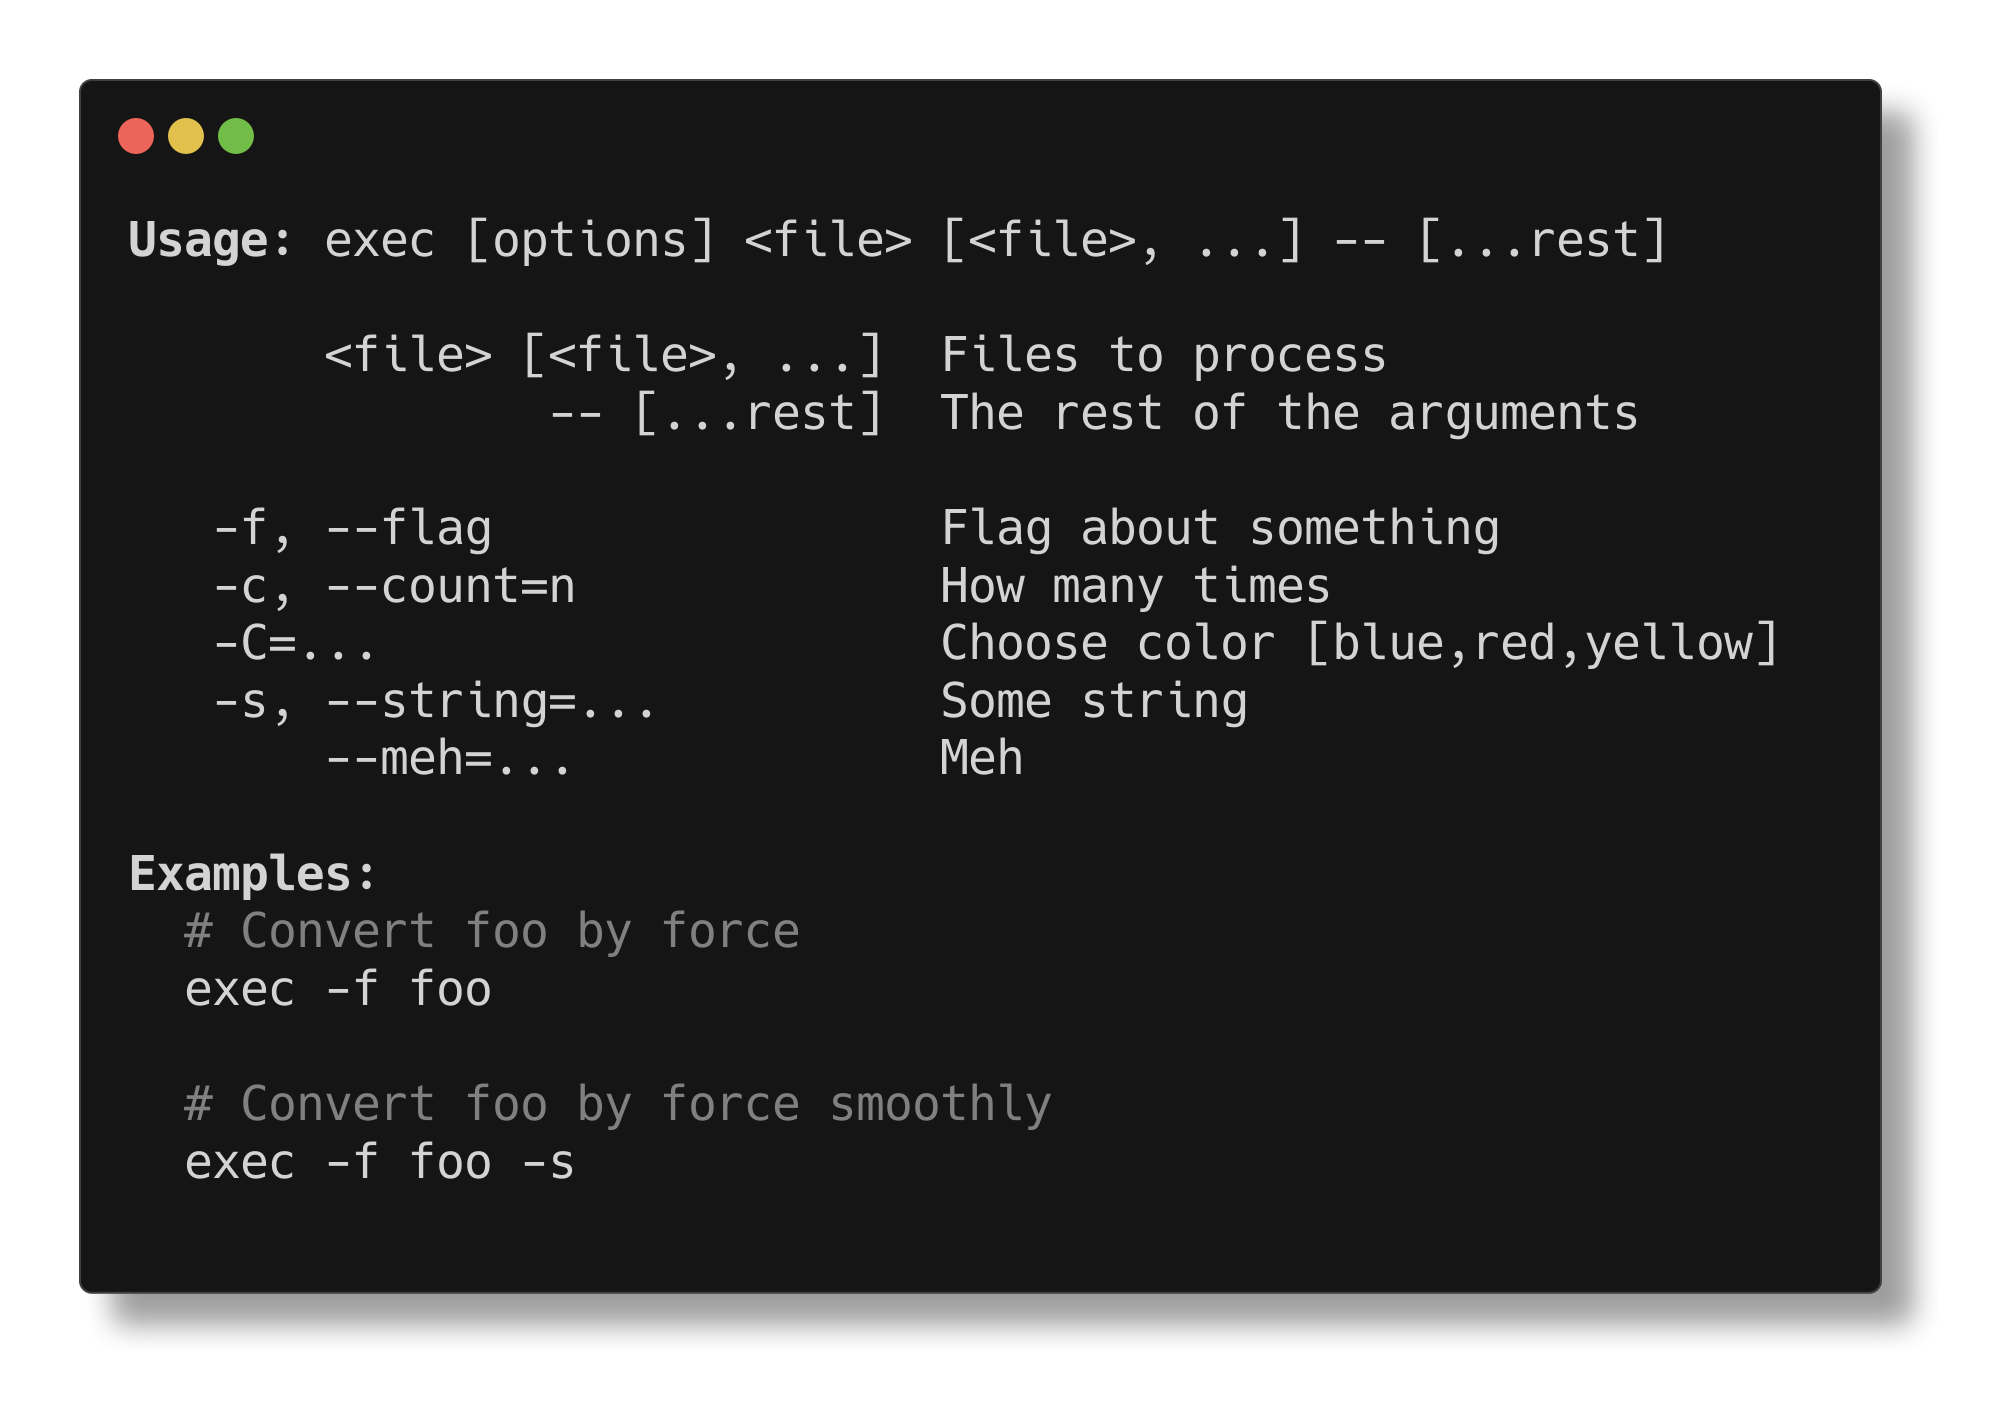 Usage: exec [options] <file> [<file>, ...] -- [...rest]
<file> [<file>, ...]  Files to process
-- [...rest]  The rest of the arguments
-f, --flag                Flag about something
-c, --count=n             How many times
-C=...                    Choose color [blue,red,yellow]
-s, --string=...          Some string
--meh=...             Meh
Examples:
# Convert foo by force
exec -f foo
# Convert foo by force smoothly
exec -f foo -s